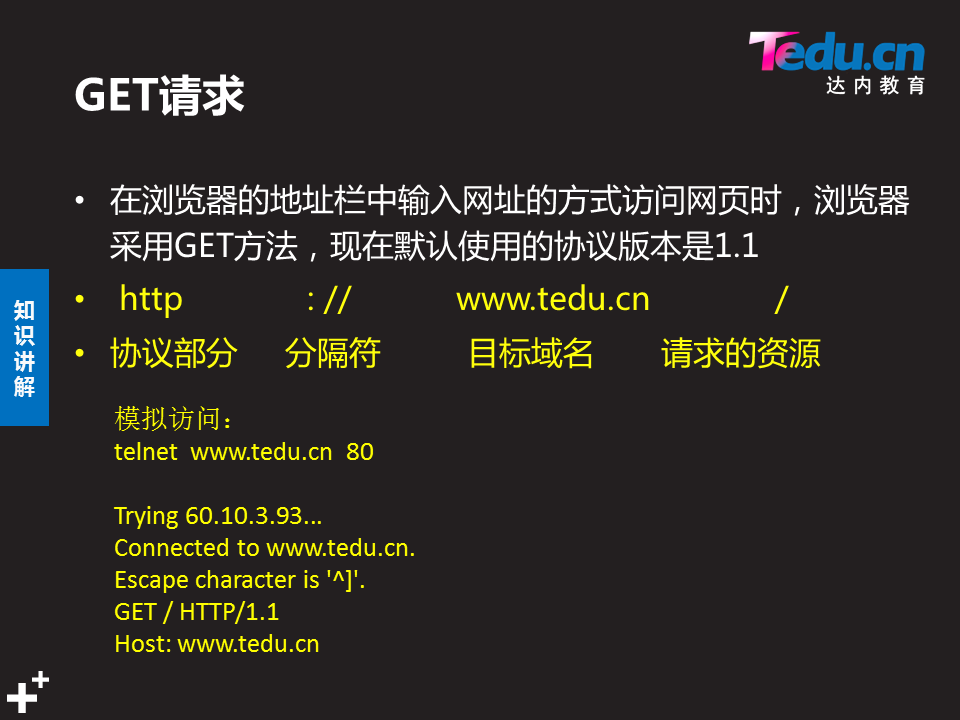 Tedu.cn
达内教育
GET请求
• 在浏览器的地址栏中输入网址的方式访问网页时，浏览器
采用GET方法，现在默认使用的协议版本是1.1
• http : // www.tedu.cn /
• 协议部分 分隔符 目标域名 请求的资源
知识讲解
模拟访问：
telnet www.tedu.cn 80
Trying 60.10.3.93...
Connected to www.tedu.cn.
Escape character is '^]'.
GET / HTTP/1.1
Host: www.tedu.cn